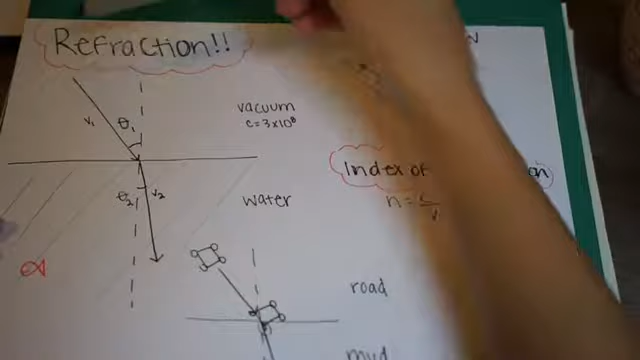 Refraction!!
V₁
θ₁
vacuum
c=3×10⁸
θ₂
V₂
water
Index of
n = c/v
road
mud